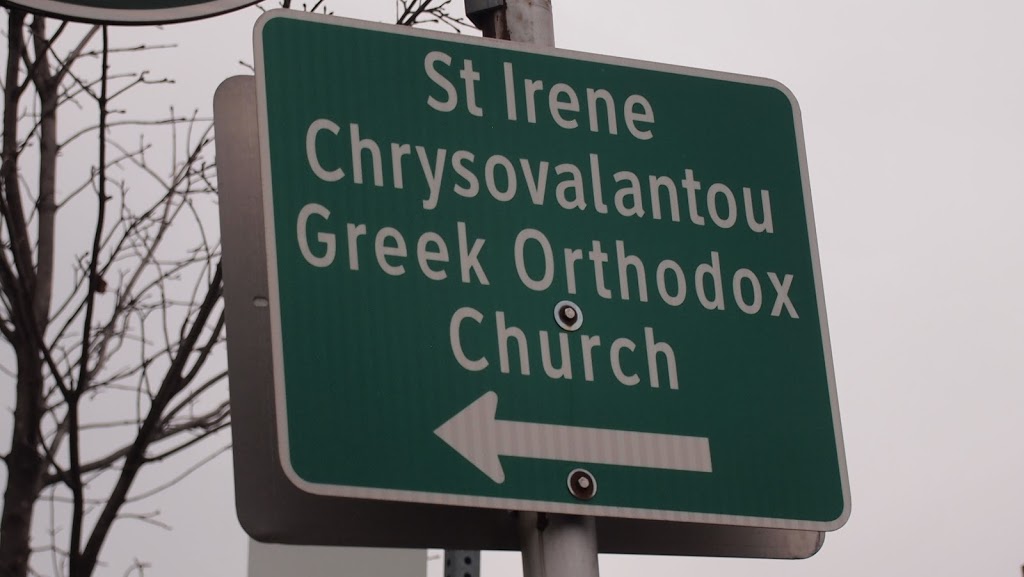 St Irene
Chrysovalantou
Greek Orthodox
Church